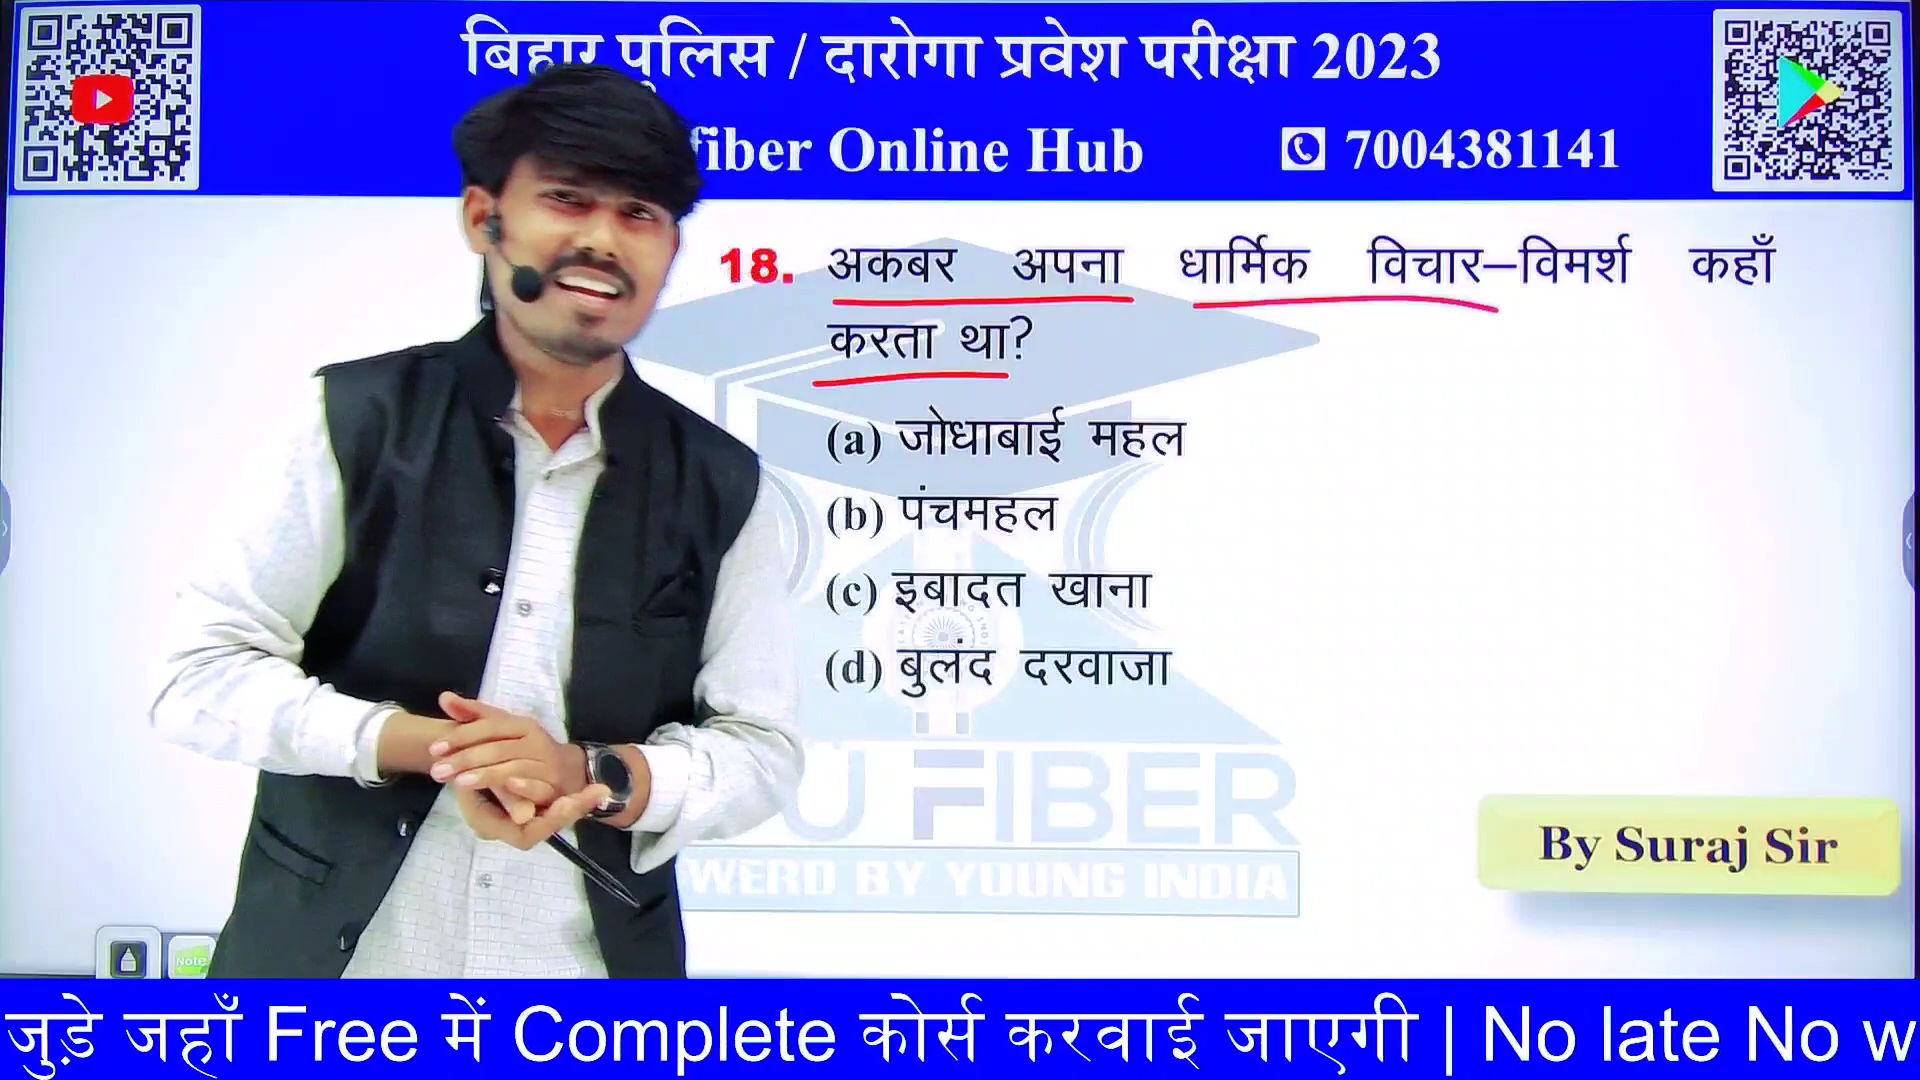 बिहार पुलिस / दारोगा प्रवेश परीक्षा 2023
fiber Online Hub 7004381141
18. अकबर अपना धार्मिक विचार–विमर्श कहाँ
करता था?
(a) जोधाबाई महल
(b) पंचमहल
(c) इबादत खाना
(d) बुलंद दरवाजा
FIBER
WERD BY YOUNG INDIA
By Suraj Sir
Note
जुड़े जहाँ Free में Complete कोर्स करवाई जाएगी | No late No w